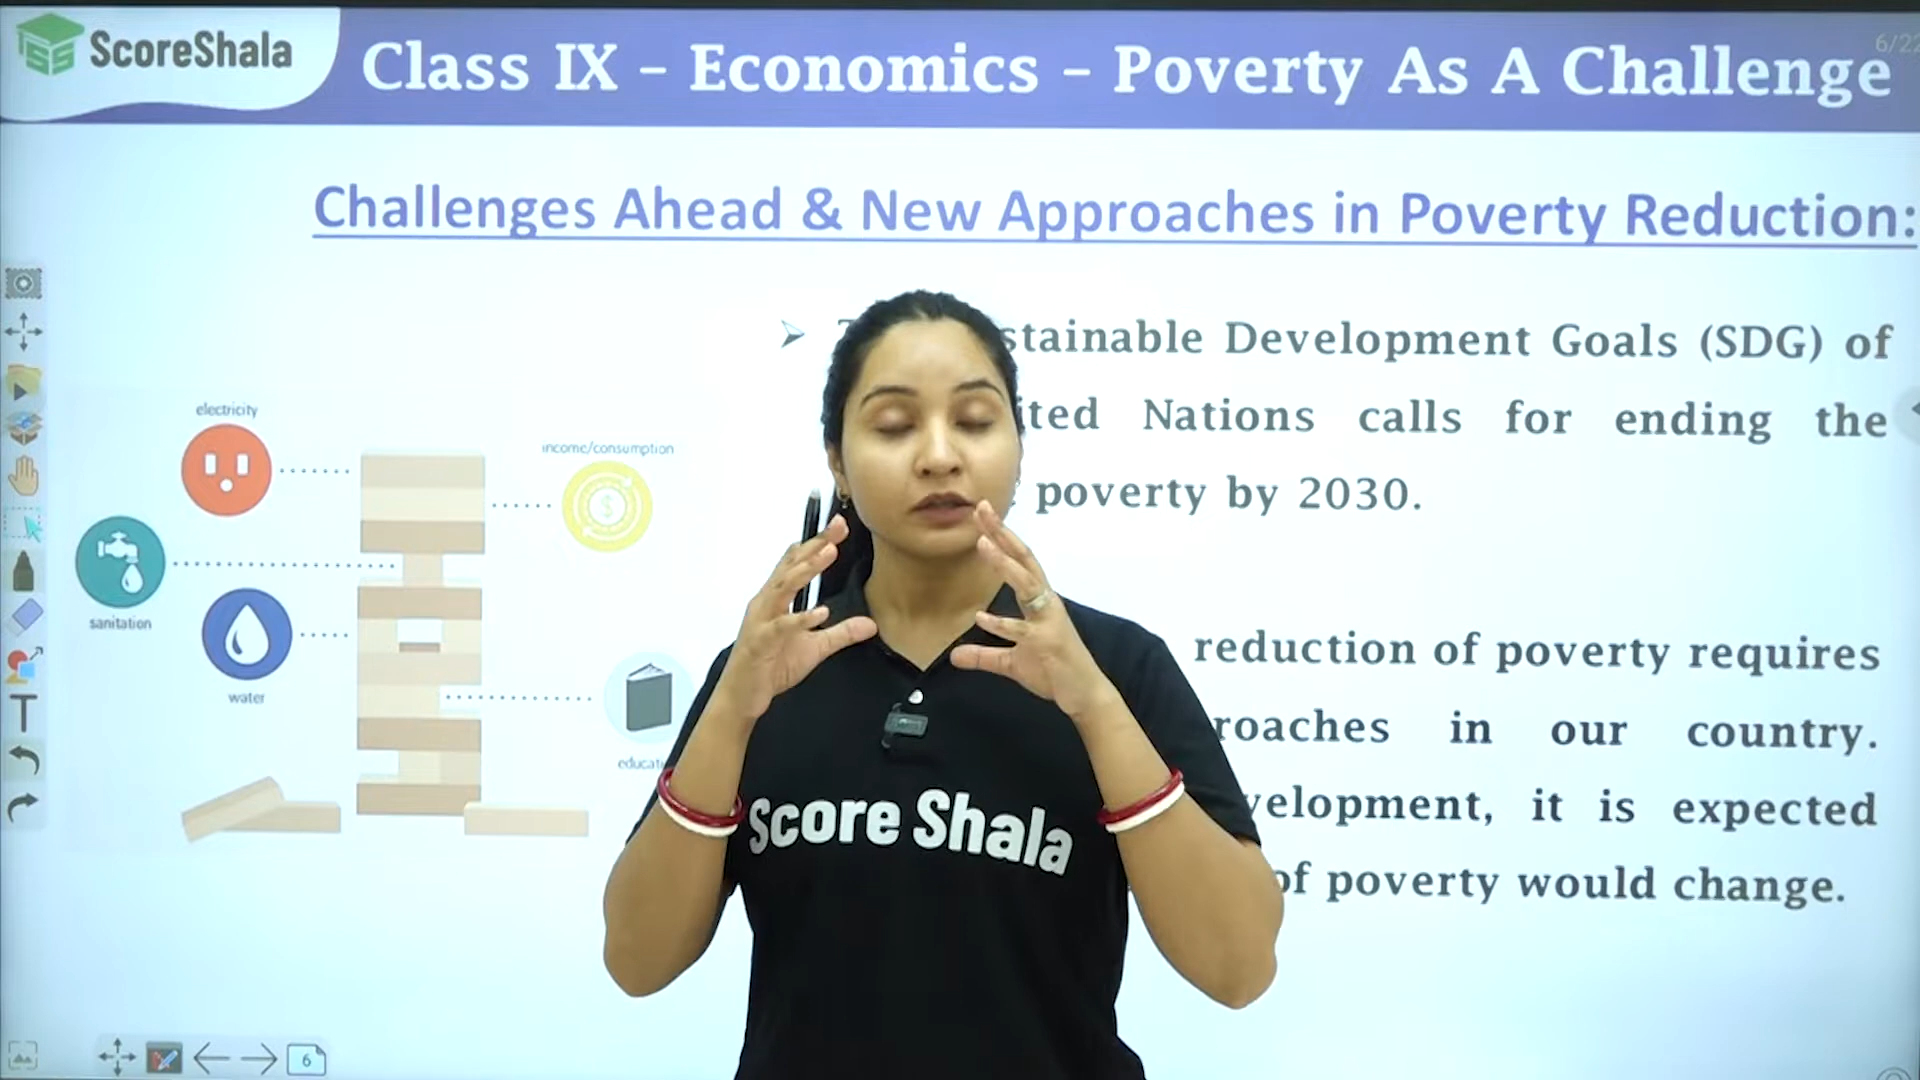 ScoreShala
Class IX – Economics – Poverty As A Challenge
6/22
Challenges Ahead & New Approaches in Poverty Reduction:
stainable Development Goals (SDG) of
ited Nations calls for ending the
poverty by 2030.
reduction of poverty requires
roaches in our country.
velopment, it is expected
of poverty would change.
electricity
income/consumption
sanitation
water
educati
Score Shala
T
6